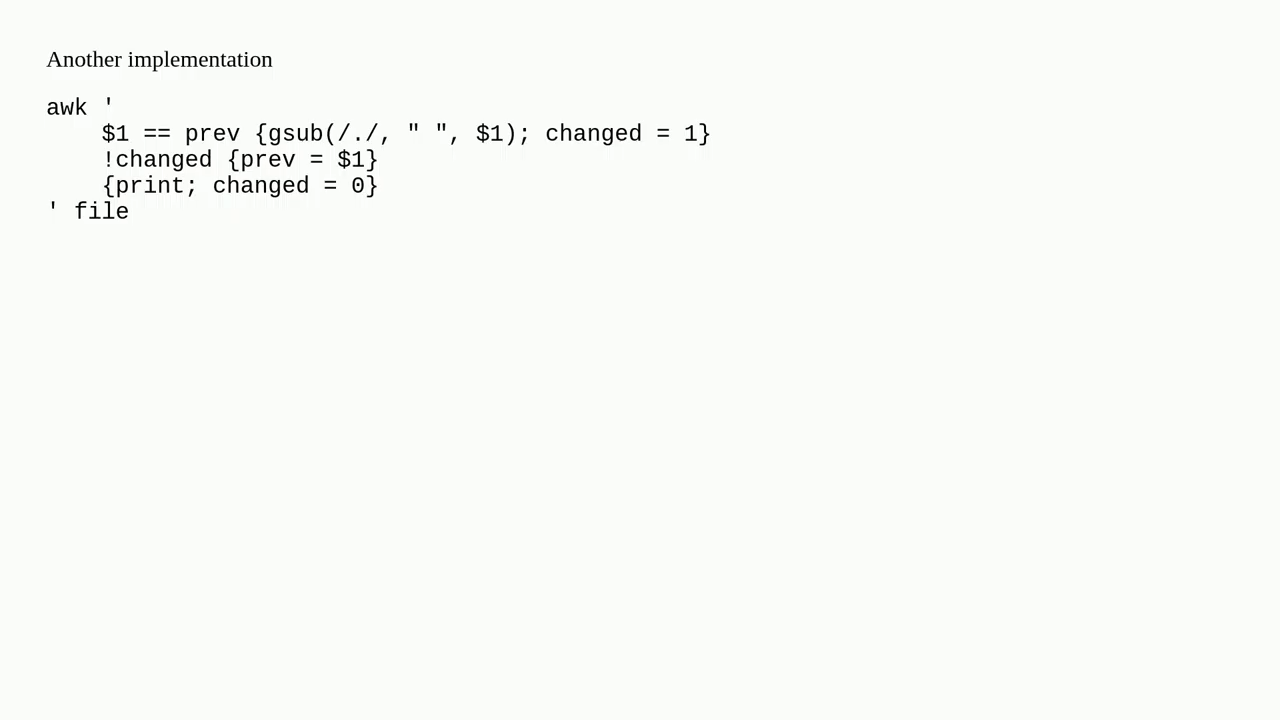 Another implementation
awk '
    $1 == prev {gsub(/./, " ", $1); changed = 1}
    !changed {prev = $1}
    {print; changed = 0}
' file